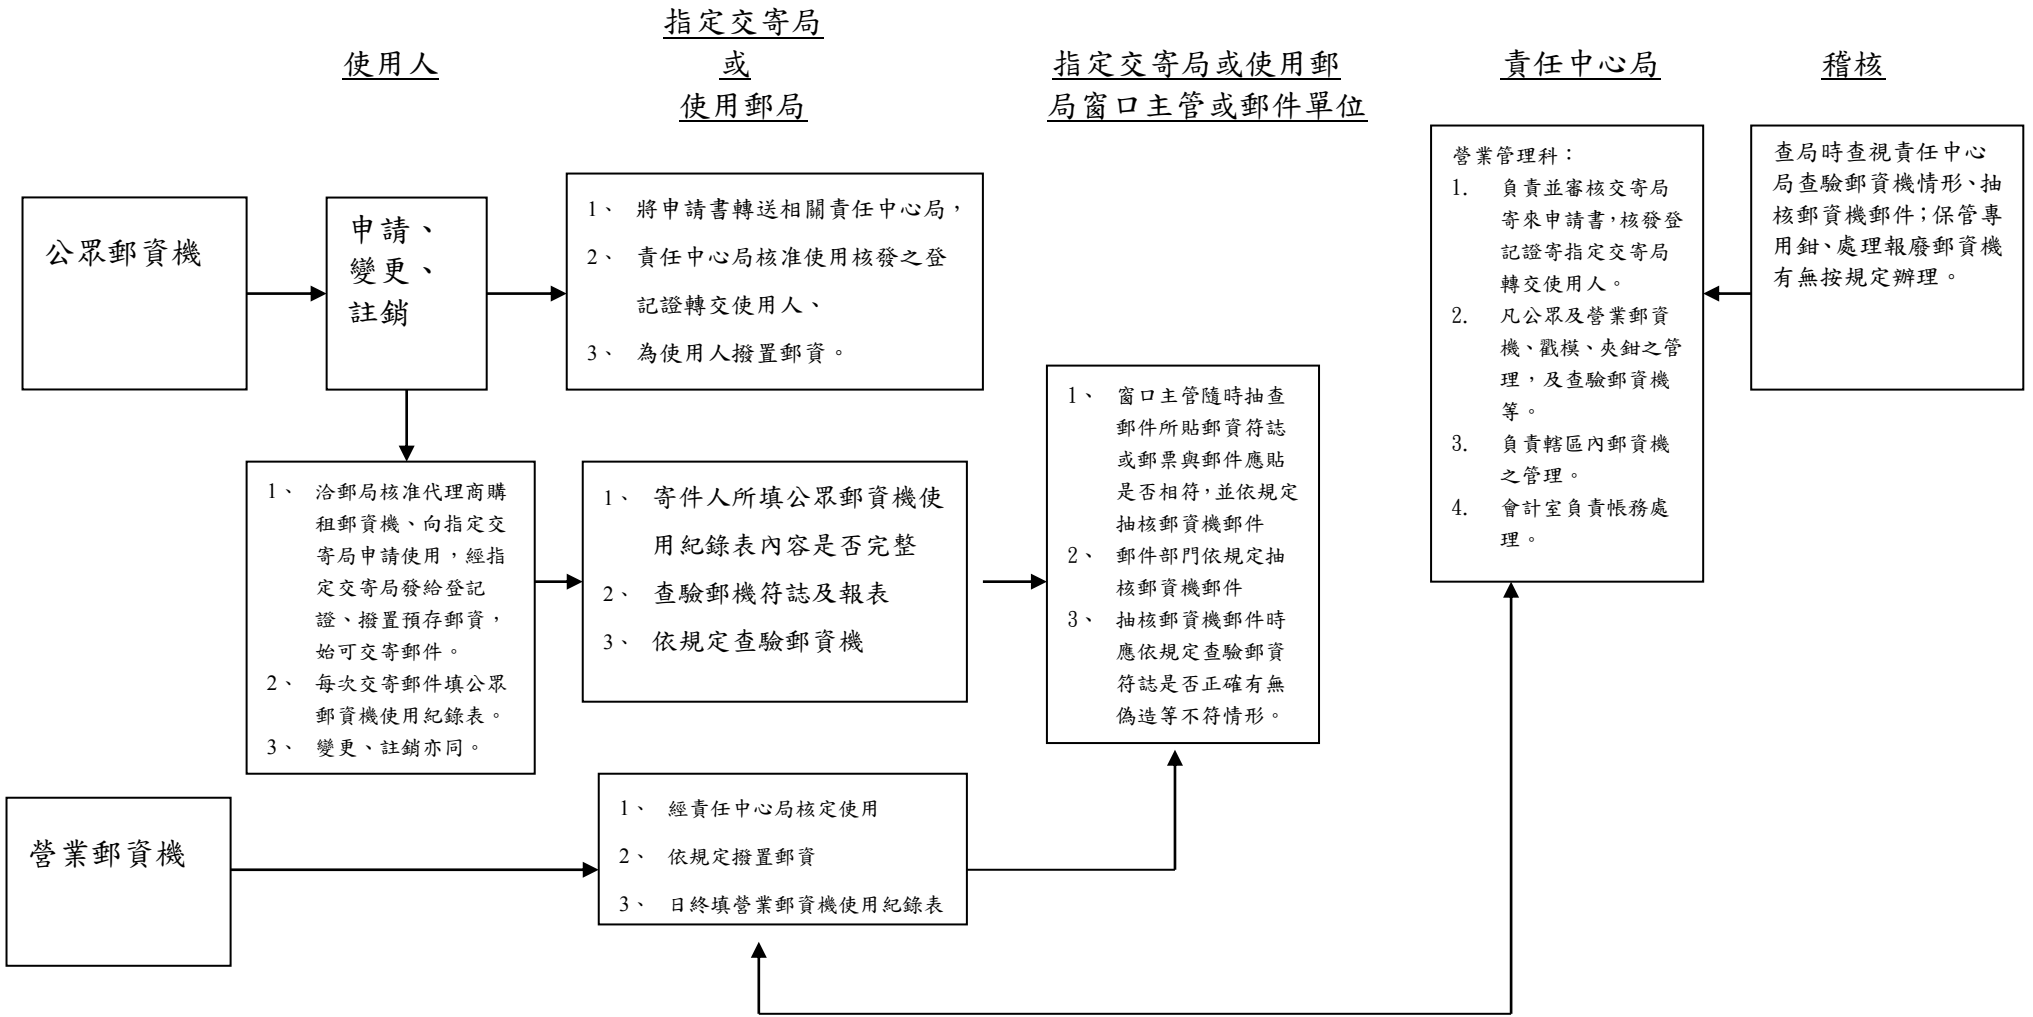 使用人
指定交寄局
或
使用郵局
指定交寄局或使用郵
局窗口主管或郵件單位
責任中心局
稽核
公眾郵資機
申請、
變更、
註銷
1、 將申請書轉送相關責任中心局，
2、 責任中心局核准使用核發之登
記證轉交使用人、
3、 為使用人撥置郵資。
1、 洽郵局核准代理商購
租郵資機、向指定交
寄局申請使用，經指
定交寄局發給登記
證、撥置預存郵資，
始可交寄郵件。
2、 每次交寄郵件填公眾
郵資機使用紀錄表。
3、 變更、註銷亦同。
1、 寄件人所填公眾郵資機使
用紀錄表內容是否完整
2、 查驗郵機符誌及報表
3、 依規定查驗郵資機
1、 窗口主管隨時抽查
郵件所貼郵資符誌
或郵票與郵件應貼
是否相符，並依規定
抽核郵資機郵件
2、 郵件部門依規定抽
核郵資機郵件
3、 抽核郵資機郵件時
應依規定查驗郵資
符誌是否正確有無
偽造等不符情形。
營業管理科：
1. 負責並審核交寄局
寄來申請書，核發登
記證寄指定交寄局
轉交使用人。
2. 凡公眾及營業郵資
機、戳模、夾鉗之管
理，及查驗郵資機
等。
3. 負責轄區內郵資機
之管理。
4. 會計室負責帳務處
理。
查局時查視責任中心
局查驗郵資機情形、抽
核郵資機郵件；保管專
用鉗、處理報廢郵資機
有無按規定辦理。
營業郵資機
1、 經責任中心局核定使用
2、 依規定撥置郵資
3、 日終填營業郵資機使用紀錄表